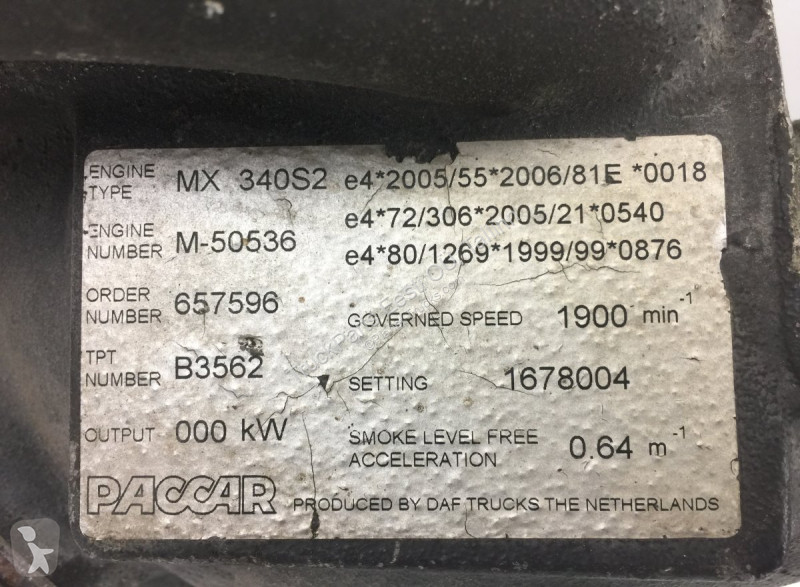 ENGINE TYPE MX 340S2 e4*2005/55*2006/81E *0018
e4*72/306*2005/21*0540
ENGINE NUMBER M-50536
e4*80/1269*1999/99*0876
ORDER NUMBER 657596
GOVERNED SPEED 1900 min-1
TPT NUMBER B3562
SETTING 1678004
OUTPUT 000 kW
SMOKE LEVEL FREE ACCELERATION 0.64 m-1
PACCAR PRODUCED BY DAF TRUCKS THE NETHERLANDS